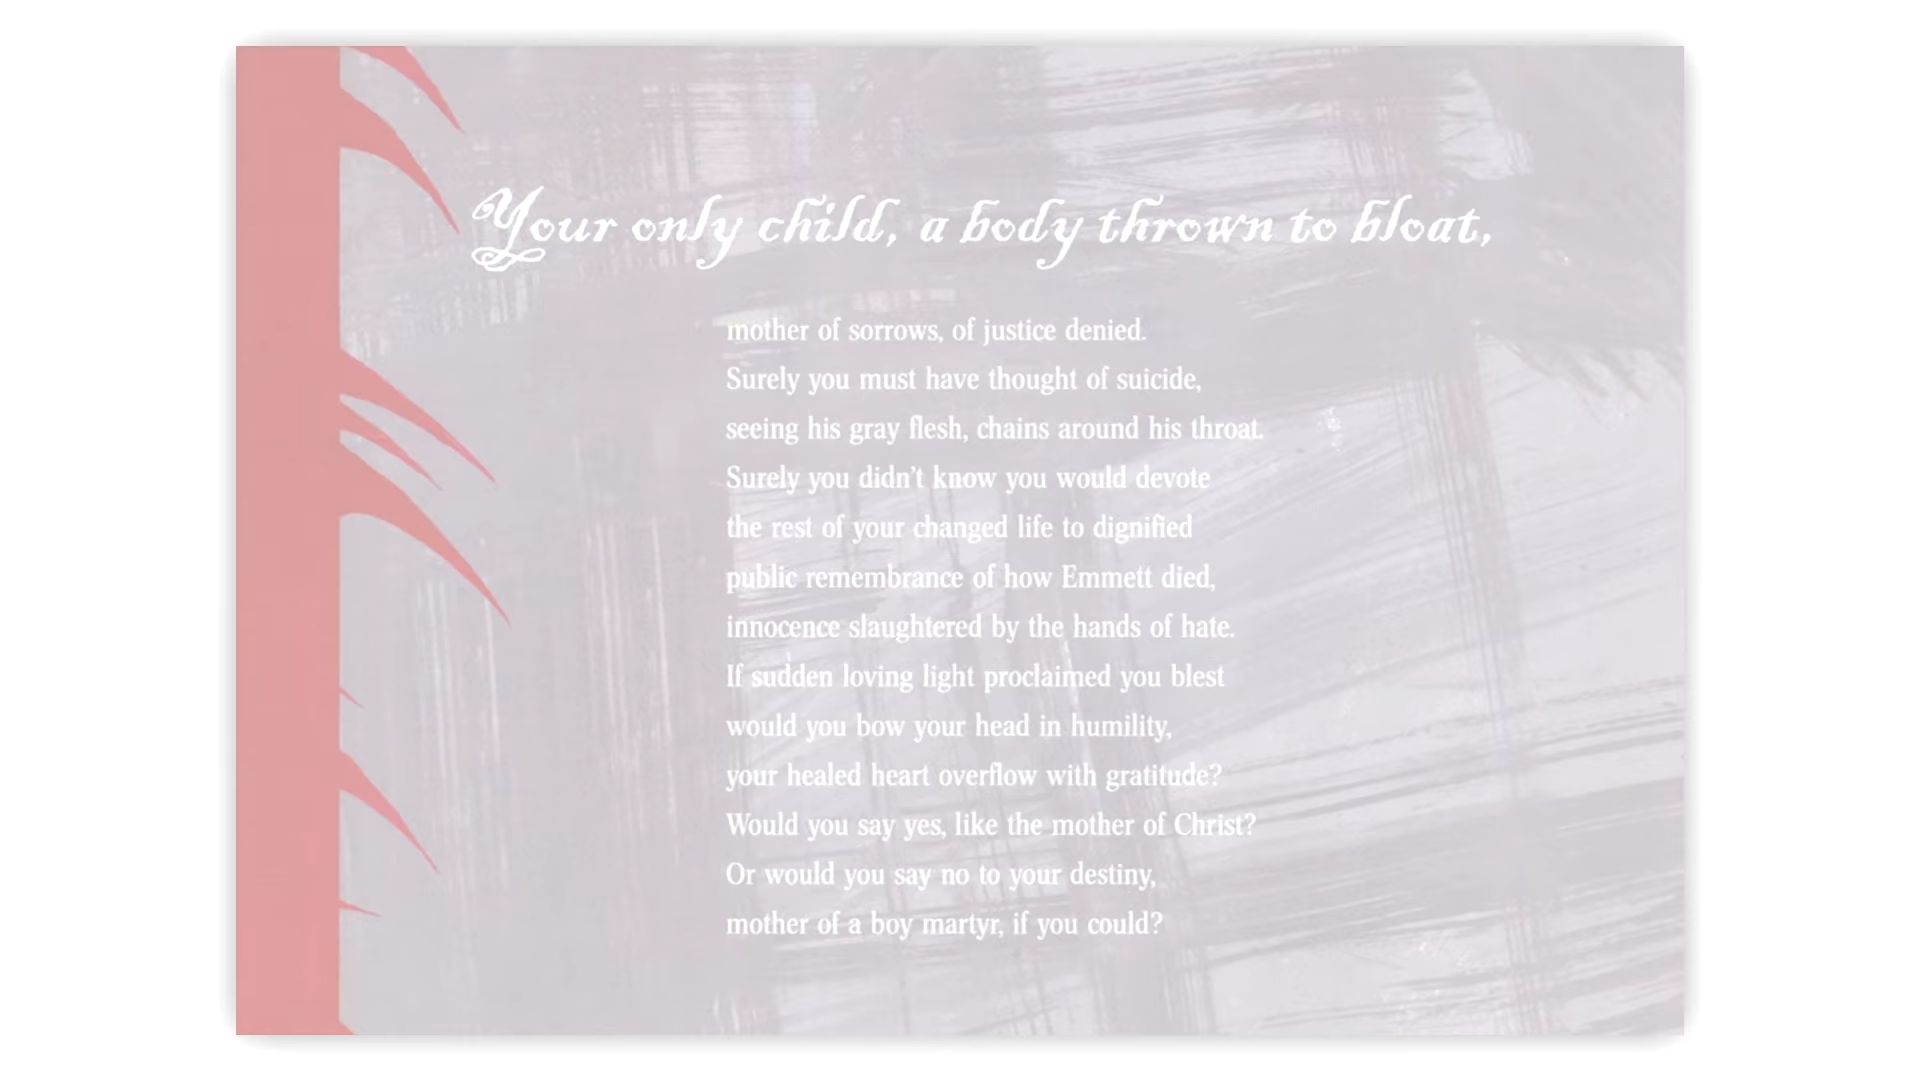 Your only child, a body thrown to bloat,
mother of sorrows, of justice denied.
Surely you must have thought of suicide,
seeing his gray flesh, chains around his throat.
Surely you didn’t know you would devote
the rest of your changed life to dignified
public remembrance of how Emmett died,
innocence slaughtered by the hands of hate.
If sudden loving light proclaimed you blest
would you bow your head in humility,
your healed heart overflow with gratitude?
Would you say yes, like the mother of Christ?
Or would you say no to your destiny,
mother of a boy martyr, if you could?